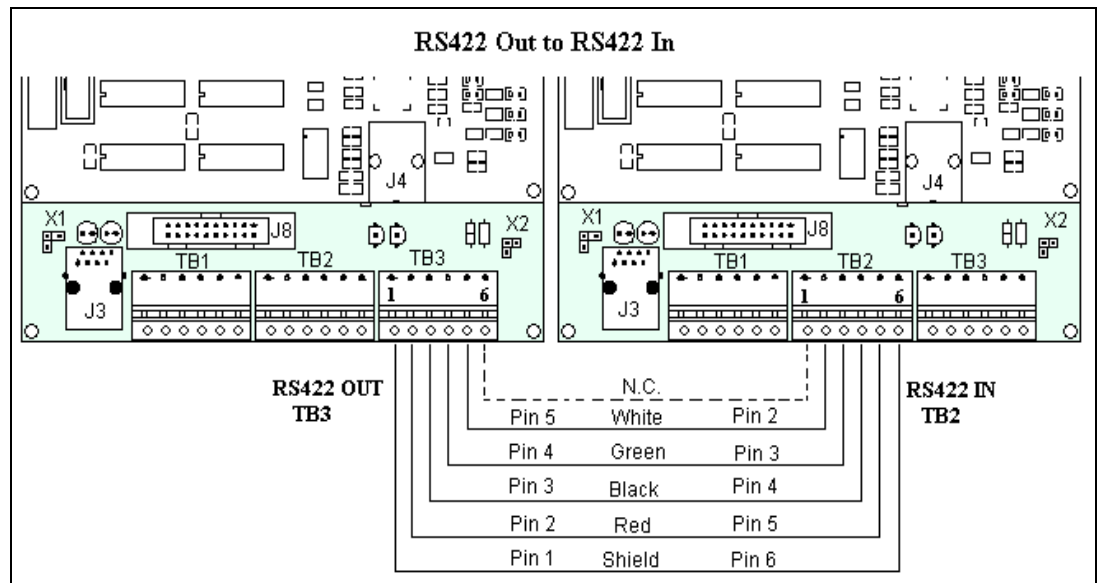 RS422 Out to RS422 In
J4
J4
X1
J8
X2
X1
J8
X2
TB1
TB2
TB3
TB1
TB2
TB3
J3
1
6
J3
1
6
RS422 OUT
TB3
N.C.
RS422 IN
TB2
Pin 5 White Pin 2
Pin 4 Green Pin 3
Pin 3 Black Pin 4
Pin 2 Red Pin 5
Pin 1 Shield Pin 6